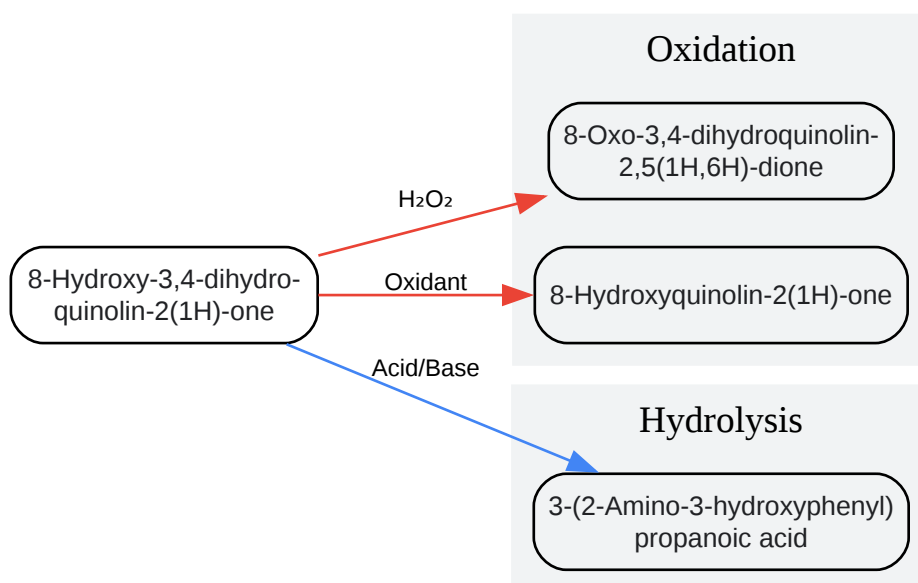 Oxidation
8-Oxo-3,4-dihydroquinolin-
2,5(1H,6H)-dione
H₂O₂
8-Hydroxy-3,4-dihydro-
quinolin-2(1H)-one
Oxidant
8-Hydroxyquinolin-2(1H)-one
Acid/Base
Hydrolysis
3-(2-Amino-3-hydroxyphenyl)
propanoic acid